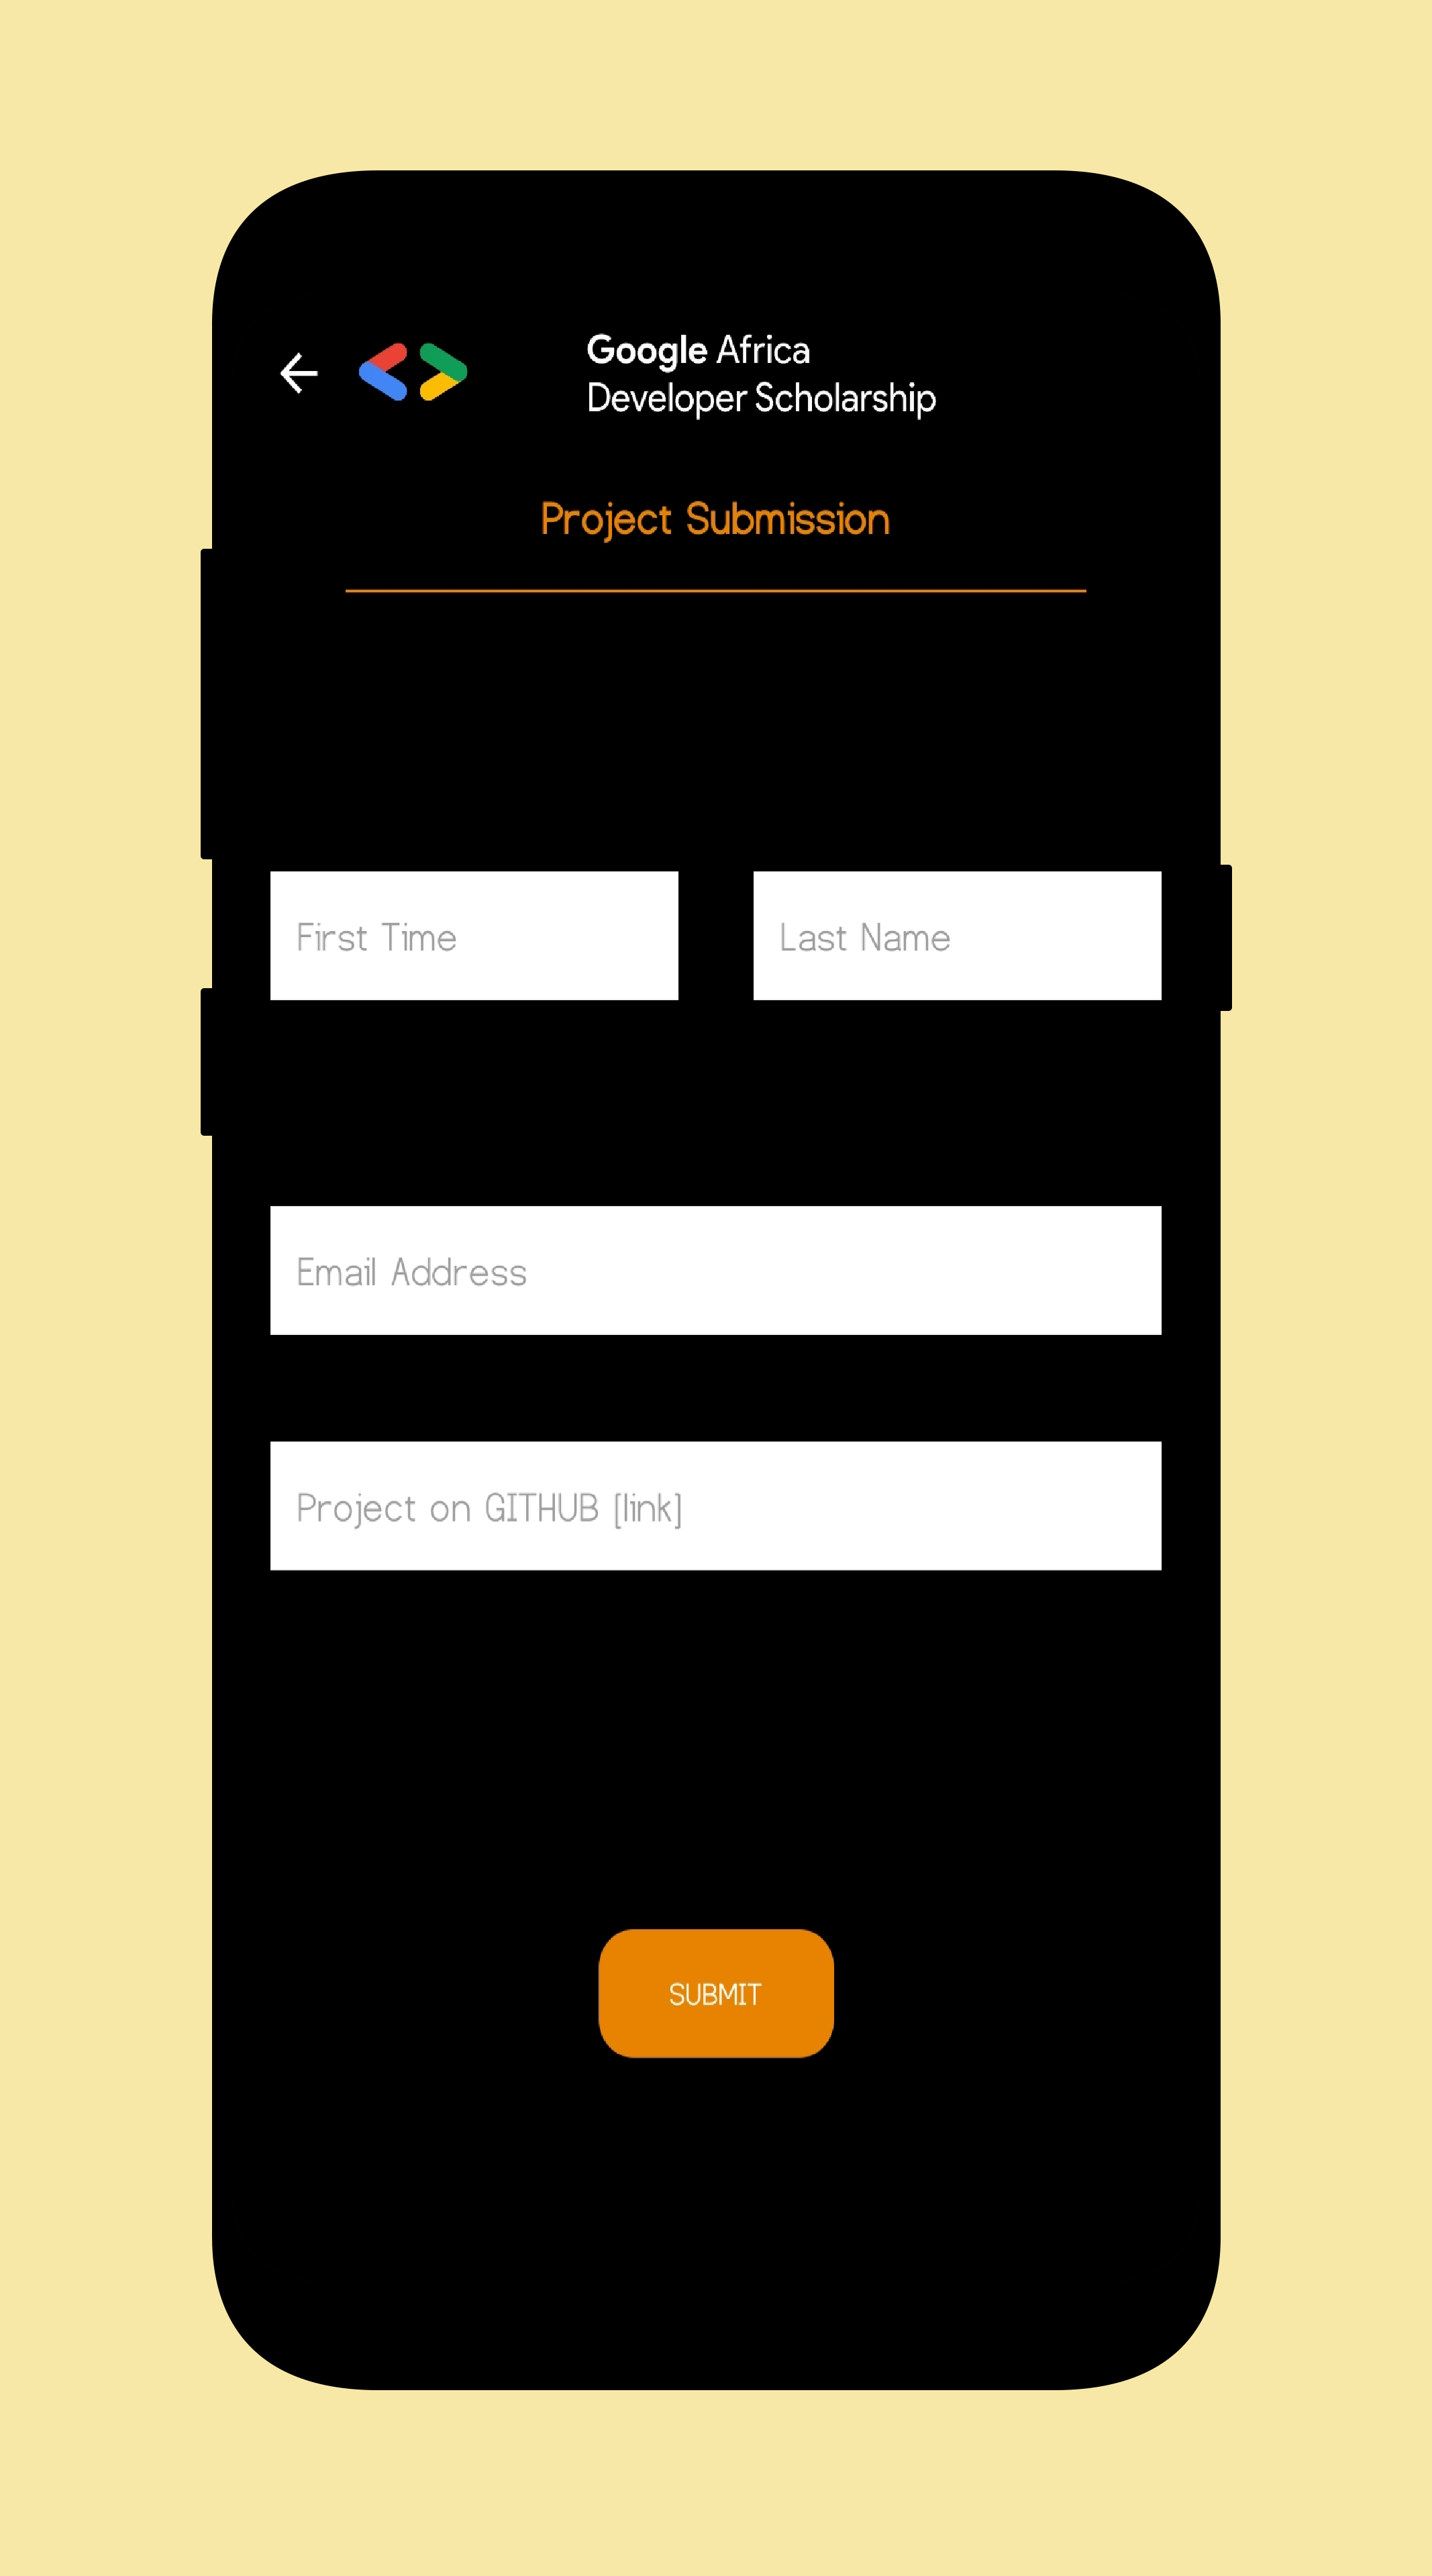 Google Africa
Developer Scholarship
Project Submission
First Time
Last Name
Email Address
Project on GITHUB [link]
SUBMIT